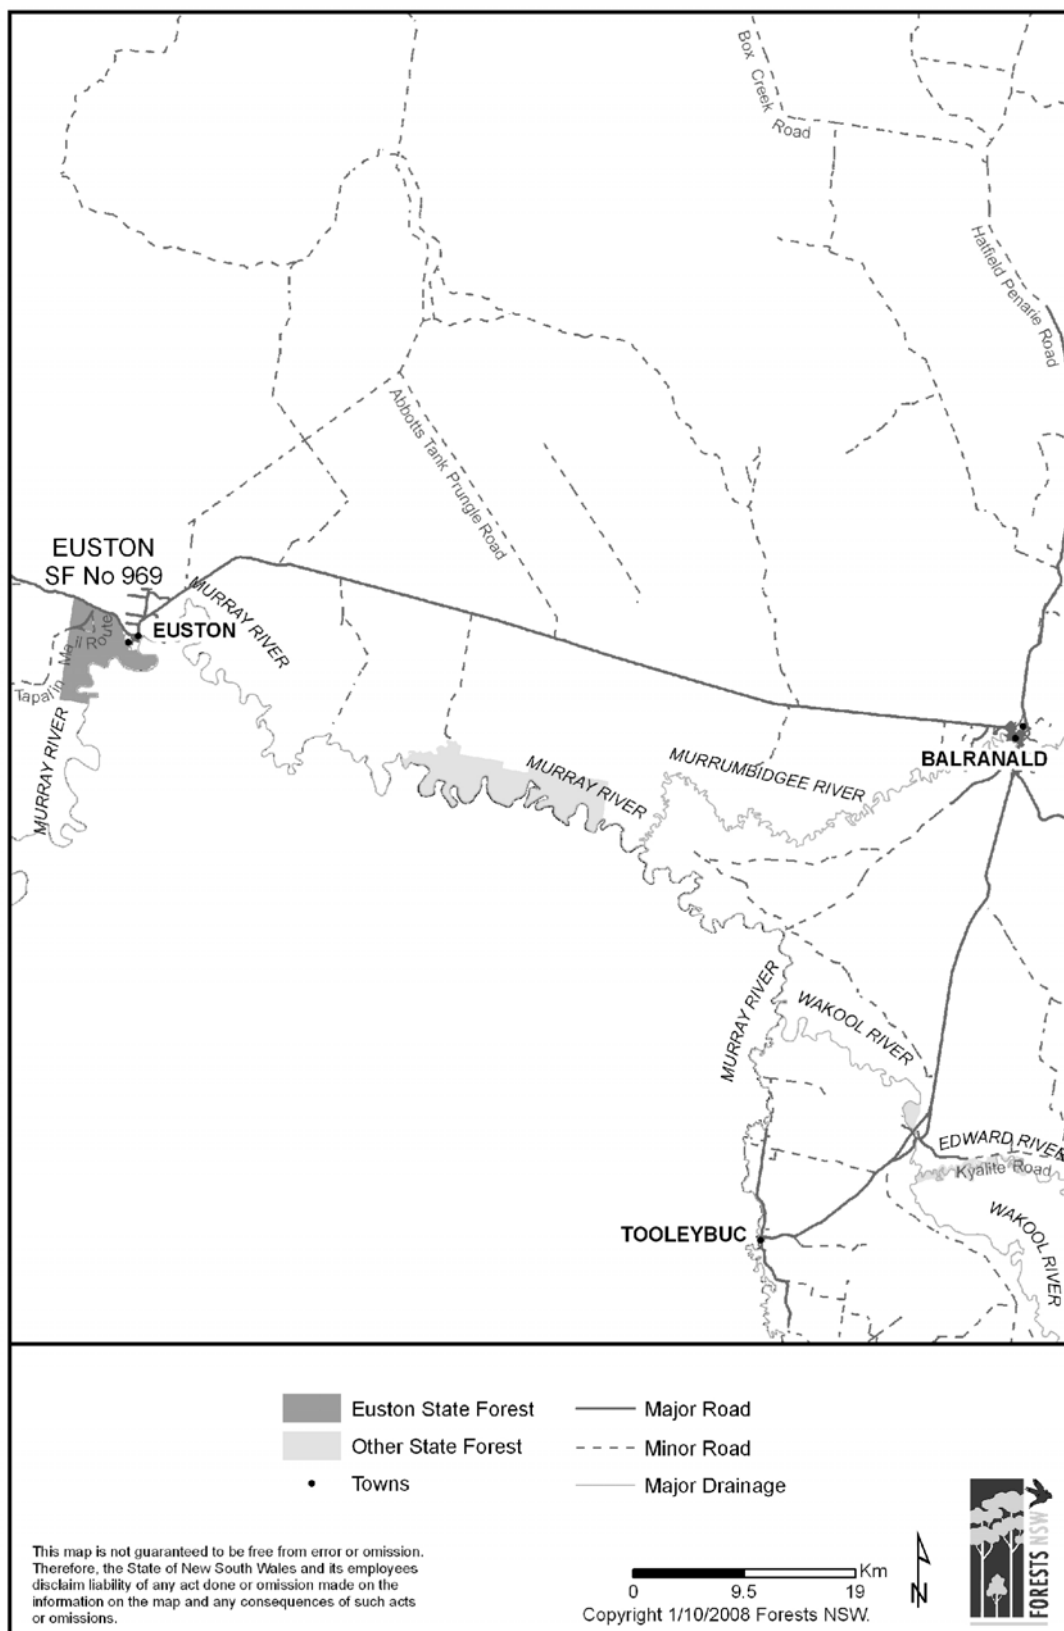 Box Creek
Road
Hatfield Penarie Road
Abbotts Tank Prungle Road
EUSTON
SF No 969
MURRAY RIVER
EUSTON
Mail Route
Tapalin
MURRAY RIVER
MURRAY RIVER
MURRUMBIDGEE RIVER
BALRANALD
MURRAY RIVER
WAKOOL RIVER
EDWARD RIVER
Kyalite Road
WAKOOL RIVER
TOOLEYBUC
Euston State Forest
Other State Forest
Towns
Major Road
Minor Road
Major Drainage
This map is not guaranteed to be free from error or omission.
Therefore, the State of New South Wales and its employees
disclaim liability of any act done or omission made on the
information on the map and any consequences of such acts
or omissions.
Km
0 9.5 19
Copyright 1/10/2008 Forests NSW.
N
FORESTS NSW